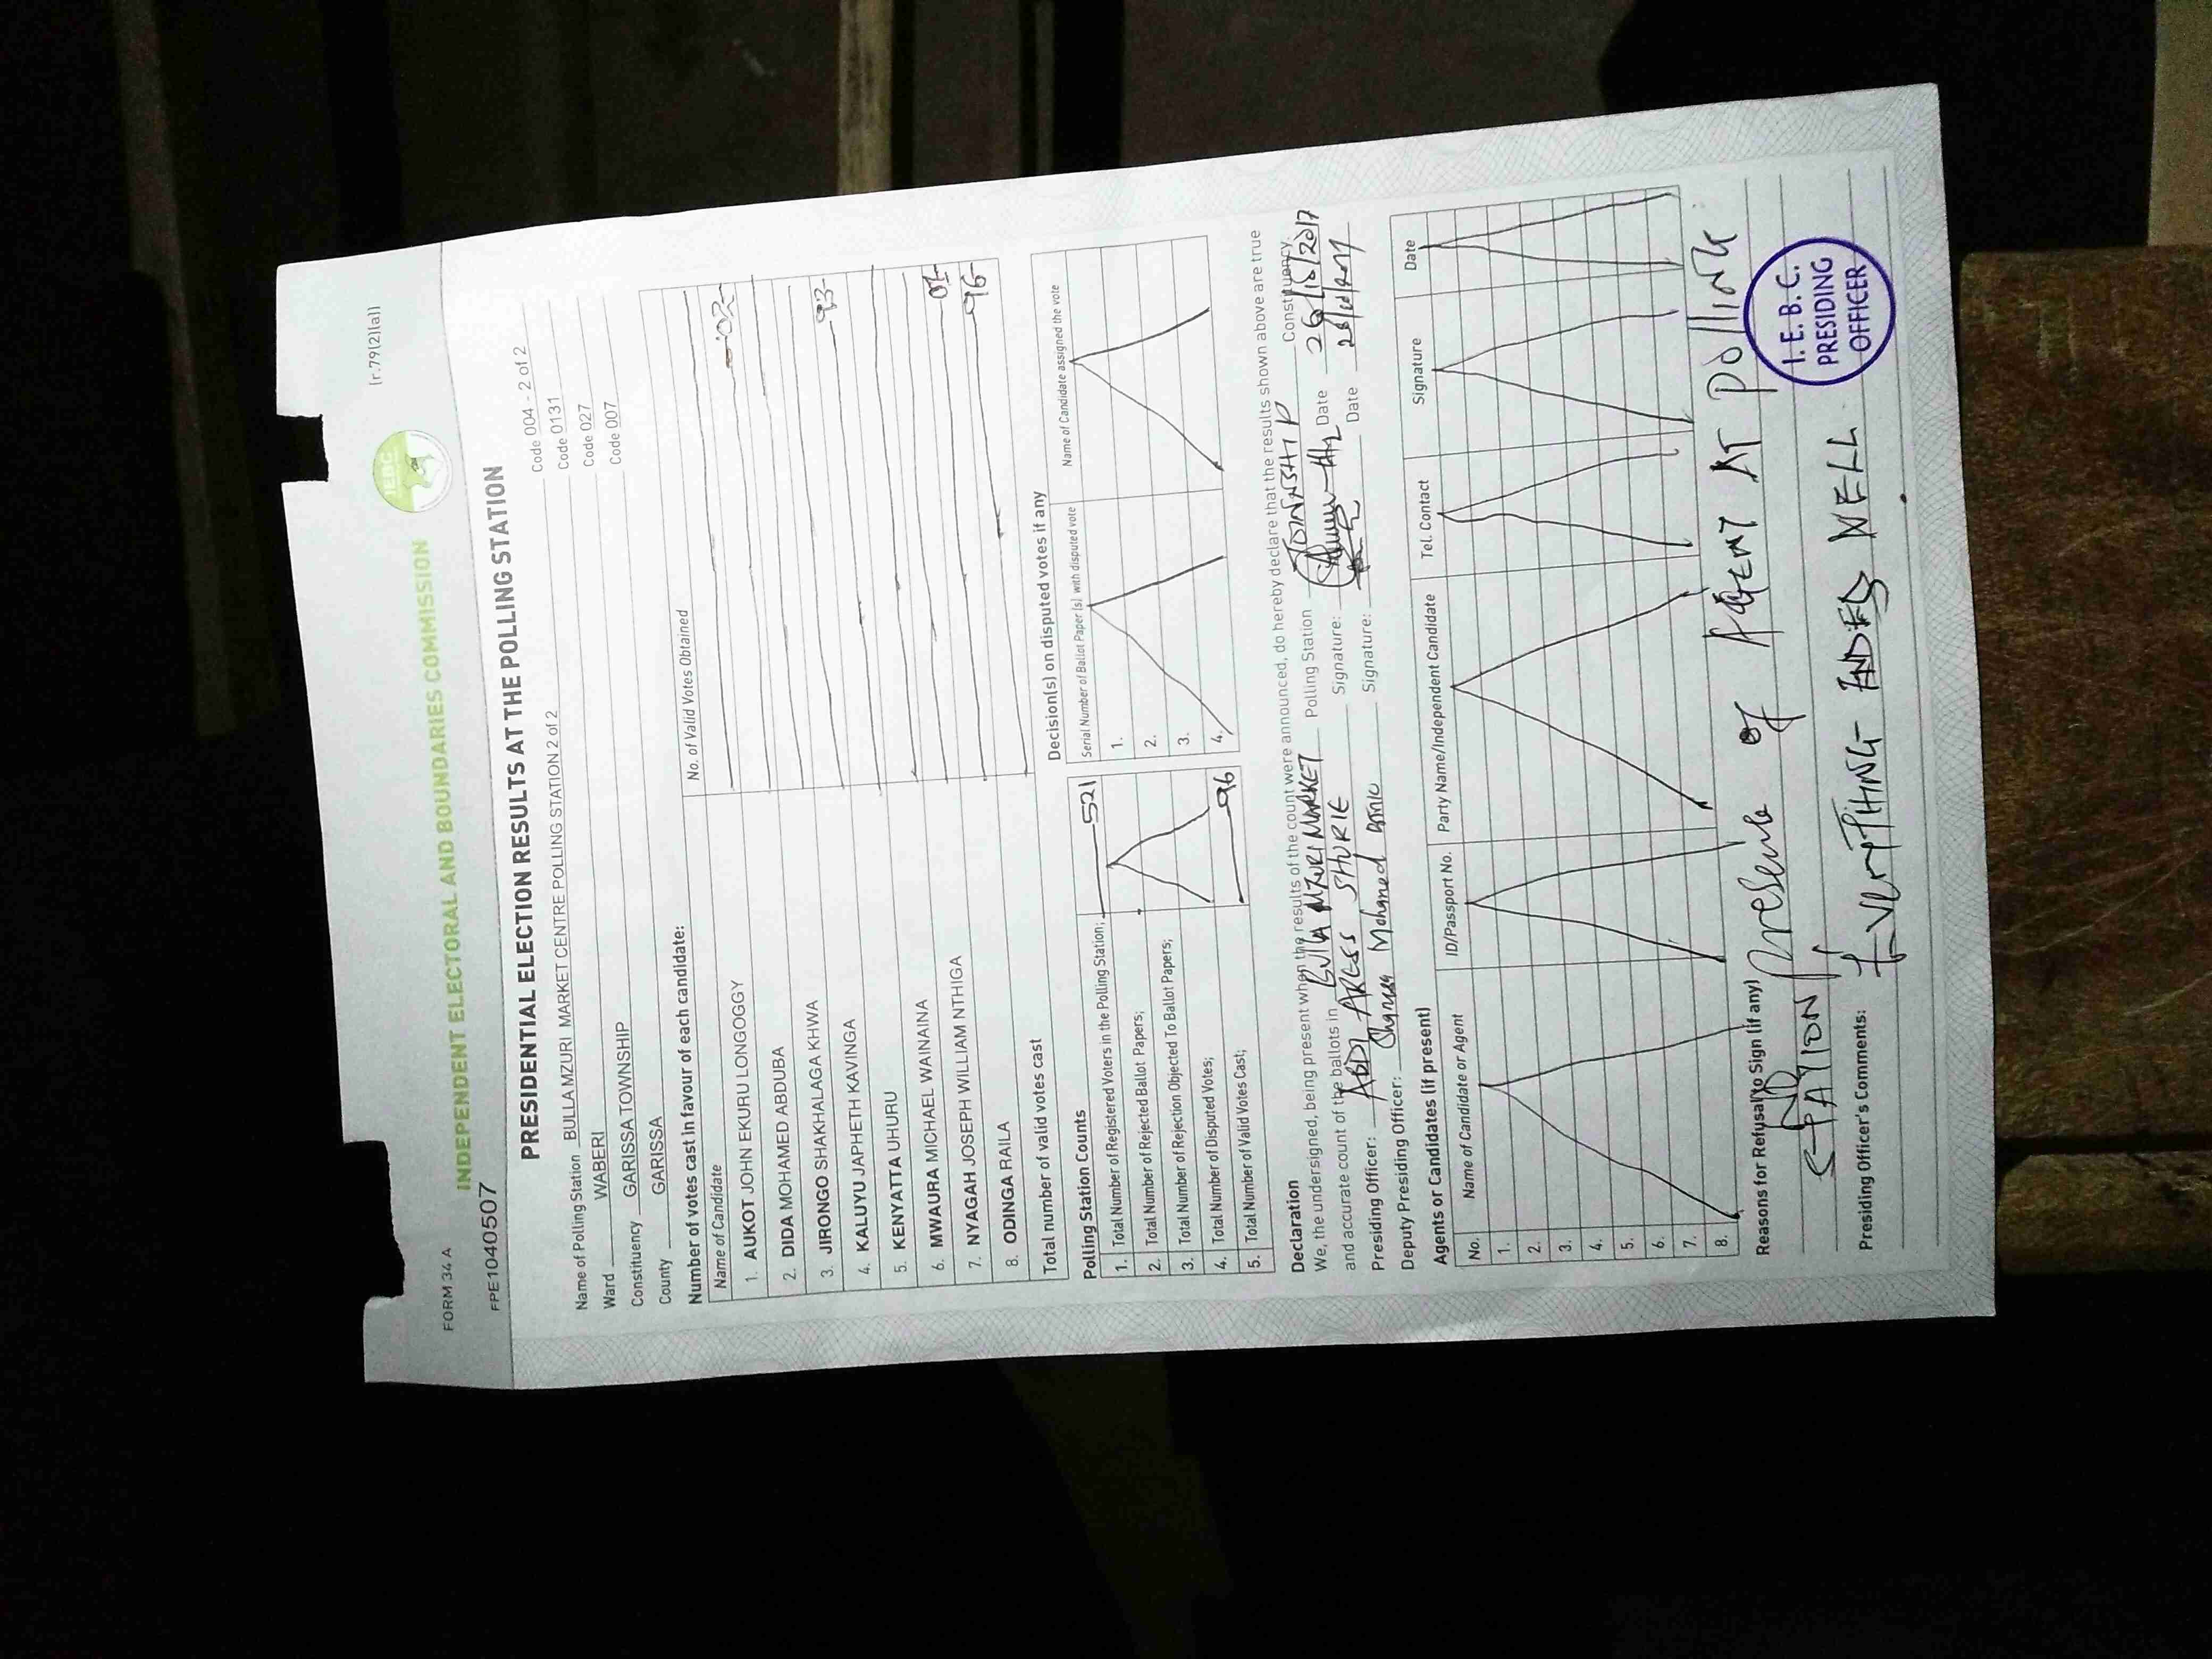 FORM 34 A
(r.79(2)(a))
IEBC
INDEPENDENT ELECTORAL AND BOUNDARIES COMMISSION
FPE1040507
PRESIDENTIAL ELECTION RESULTS AT THE POLLING STATION
Name of Polling Station BULLA MZURI MARKET CENTRE POLLING STATION 2 of 2 Code 004 - 2 of 2
Ward WABERI Code 0131
Constituency GARISSA TOWNSHIP Code 027
County GARISSA Code 007
Number of votes cast in favour of each candidate:
Name of Candidate No. of Valid Votes Obtained
1. AUKOT JOHN EKURU LONGOGGY
2. DIDA MOHAMED ABDUBA 02
3. JIRONGO SHAKHALAGA KHWA
4. KALUYU JAPHETH KAVINGA
5. KENYATTA UHURU 93
6. MWAURA MICHAEL WAINAINA
7. NYAGAH JOSEPH WILLIAM NTHIGA
8. ODINGA RAILA 01
Total number of valid votes cast 96
Polling Station Counts
1. Total Number of Registered Voters in the Polling Station; 521
2. Total Number of Rejected Ballot Papers;
3. Total Number of Rejection Objected To Ballot Papers;
4. Total Number of Disputed Votes;
5. Total Number of Valid Votes Cast; 96
Decision(s) on disputed votes if any
Serial Number of Ballot Paper (s) with disputed vote Name of Candidate assigned the vote
1.
2.
3.
4.
Declaration
We, the undersigned, being present when the results of the count were announced, do hereby declare that the results shown above are true
and accurate count of the ballots in BULLA MZURI MARKET Polling Station TOWNSHIP Constituency.
Presiding Officer: ABDI ARESS SHURIE Signature: Date 26/10/2017
Deputy Presiding Officer: Mohamed Signature: Date 26/10/2017
Agents or Candidates (if present)
No. Name of Candidate or Agent ID/Passport No. Party Name/Independent Candidate Tel. Contact Signature Date
1.
2.
3.
4.
5.
6.
7.
8.
Reasons for Refusal to Sign (if any) NO Presence of AGENT AT POLLING
STATION
Presiding Officer's Comments: EVERYTHING ENDED WELL.
I.E.B.C.
PRESIDING
OFFICER